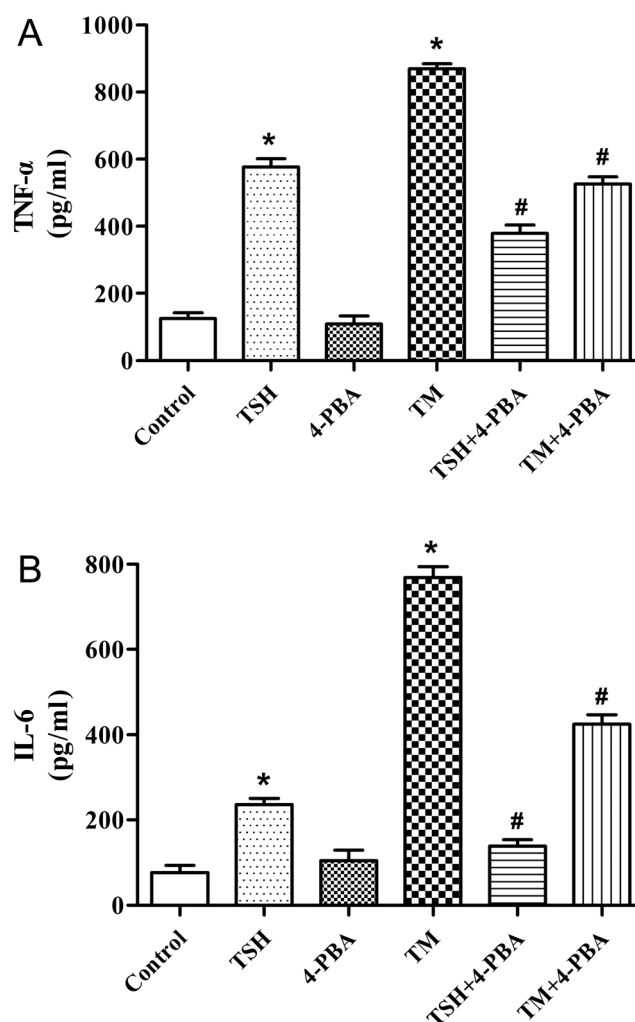 A
1000
800
600
400
200
0
TNF-α
(pg/ml)
*
*
#
#
Control
TSH
4-PBA
TM
TSH+4-PBA
TM+4-PBA
B
800
600
400
200
0
IL-6
(pg/ml)
*
*
#
#
Control
TSH
4-PBA
TM
TSH+4-PBA
TM+4-PBA